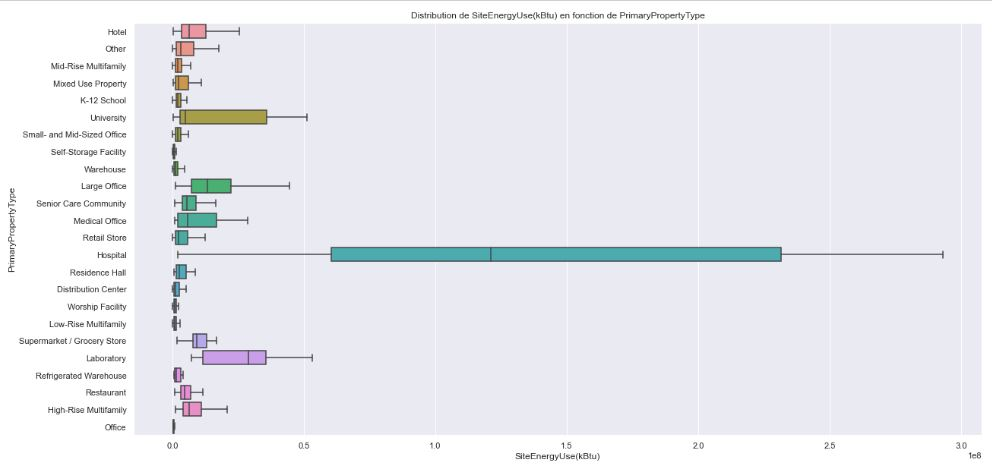 Distribution de SiteEnergyUse(kBtu) en fonction de PrimaryPropertyType
PrimaryPropertyType
Hotel
Other
Mid-Rise Multifamily
Mixed Use Property
K-12 School
University
Small- and Mid-Sized Office
Self-Storage Facility
Warehouse
Large Office
Senior Care Community
Medical Office
Retail Store
Hospital
Residence Hall
Distribution Center
Worship Facility
Low-Rise Multifamily
Supermarket / Grocery Store
Laboratory
Refrigerated Warehouse
Restaurant
High-Rise Multifamily
Office
0.0 0.5 1.0 1.5 2.0 2.5 3.0
1e8
SiteEnergyUse(kBtu)